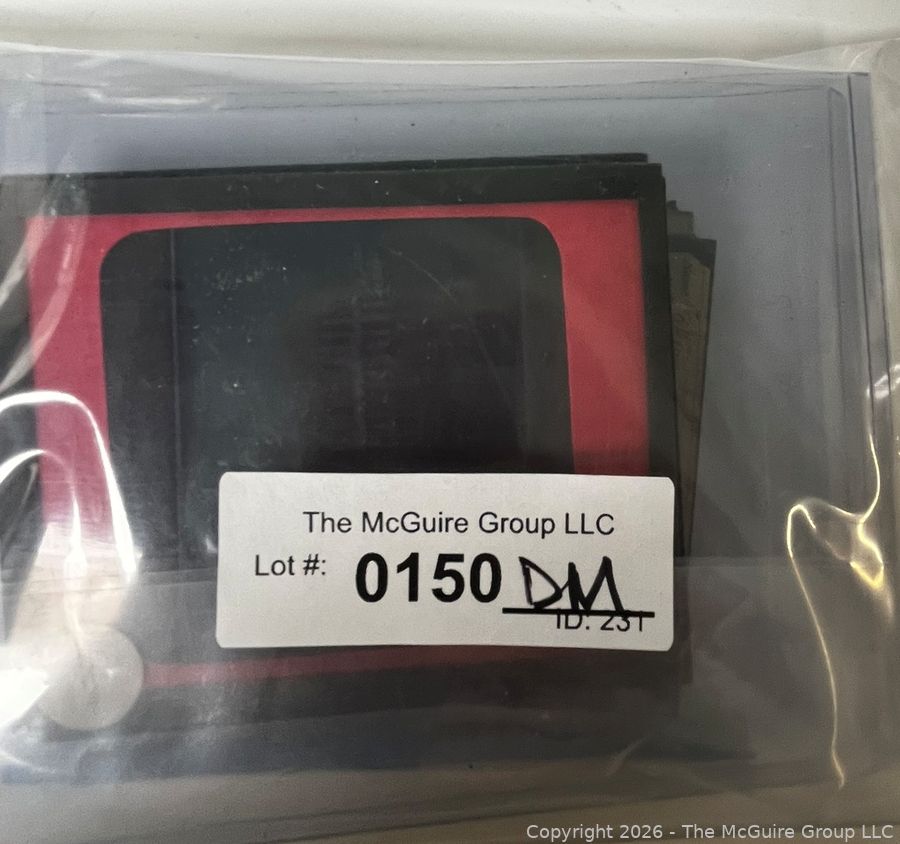 The McGuire Group LLC
Lot #: 0150 DM
ID: 231
Copyright 2026 - The McGuire Group LLC